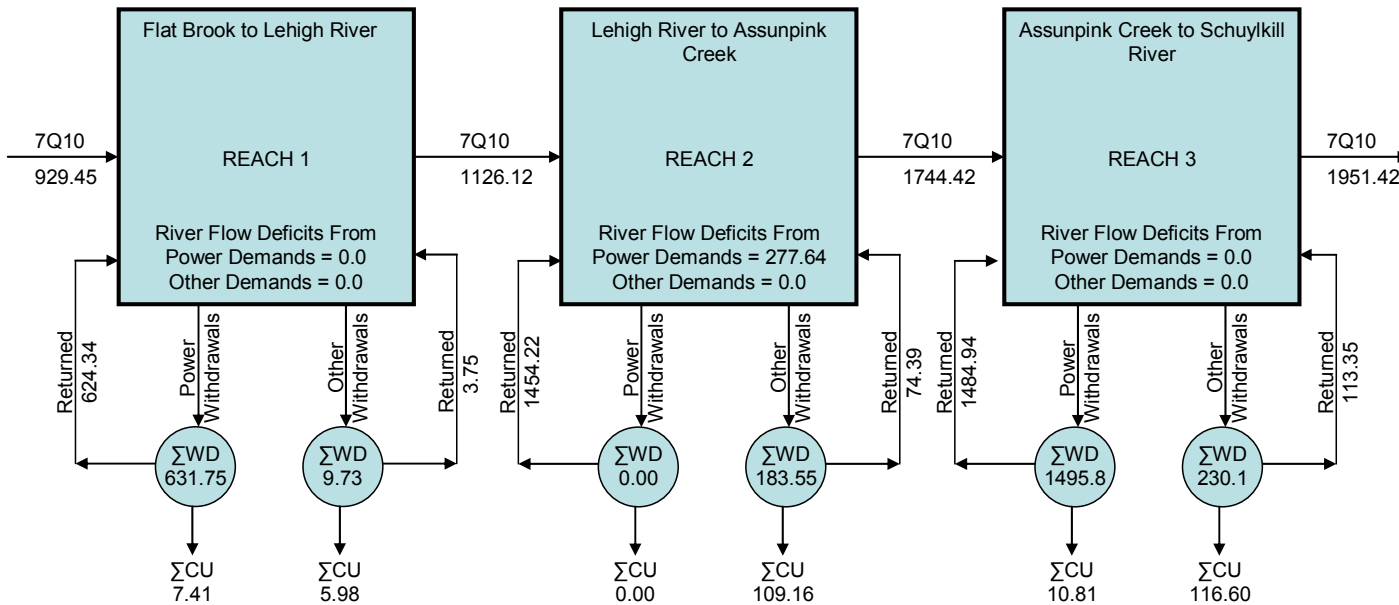 Flat Brook to Lehigh River
Lehigh River to Assunpink
Creek
Assunpink Creek to Schuylkill
River
7Q10
929.45
REACH 1
7Q10
1126.12
REACH 2
7Q10
1744.42
REACH 3
7Q10
1951.42
River Flow Deficits From
Power Demands = 0.0
Other Demands = 0.0
River Flow Deficits From
Power Demands = 277.64
Other Demands = 0.0
River Flow Deficits From
Power Demands = 0.0
Other Demands = 0.0
Returned
624.34
Power
Withdrawals
Other
Withdrawals
Returned
3.75
Returned
1454.22
Power
Withdrawals
Other
Withdrawals
Returned
74.39
Returned
1484.94
Power
Withdrawals
Other
Withdrawals
Returned
113.35
∑WD
631.75
∑WD
9.73
∑WD
0.00
∑WD
183.55
∑WD
1495.8
∑WD
230.1
∑CU
7.41
∑CU
5.98
∑CU
0.00
∑CU
109.16
∑CU
10.81
∑CU
116.60